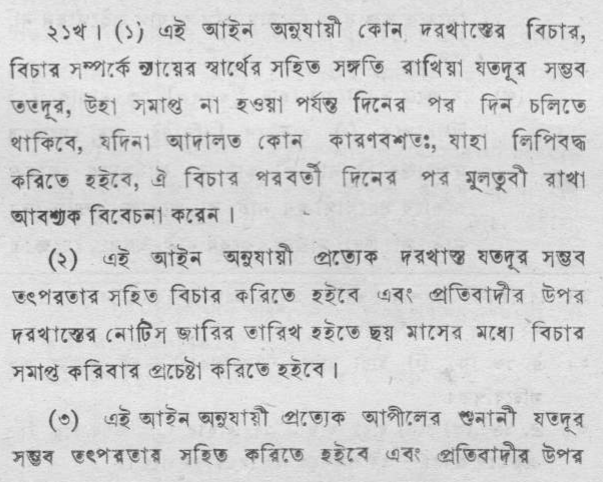 ২১খ। (১) এই আইন অনুযায়ী কোন দরখাস্তের বিচার,
বিচার সম্পর্কে ন্যায়ের স্বার্থের সহিত সঙ্গতি রাখিয়া যতদূর সম্ভব
ততদূর, উহা সমাপ্ত না হওয়া পর্যন্ত দিনের পর দিন চলিতে
থাকিবে, যদিনা আদালত কোন কারণবশতঃ, যাহা লিপিবদ্ধ
করিতে হইবে, ঐ বিচার পরবর্তী দিনের পর মূলতুবী রাখা
আবশ্যক বিবেচনা করেন।
(২) এই আইন অনুযায়ী প্রত্যেক দরখাস্ত যতদূর সম্ভব
তৎপরতার সহিত বিচার করিতে হইবে এবং প্রতিবাদীর উপর
দরখাস্তের নোটিস জারির তারিখ হইতে ছয় মাসের মধ্যে বিচার
সমাপ্ত করিবার প্রচেষ্টা করিতে হইবে।
(৩) এই আইন অনুযায়ী প্রত্যেক আপীলের শুনানী যতদূর
সম্ভব তৎপরতার সহিত করিতে হইবে এবং প্রতিবাদীর উপর